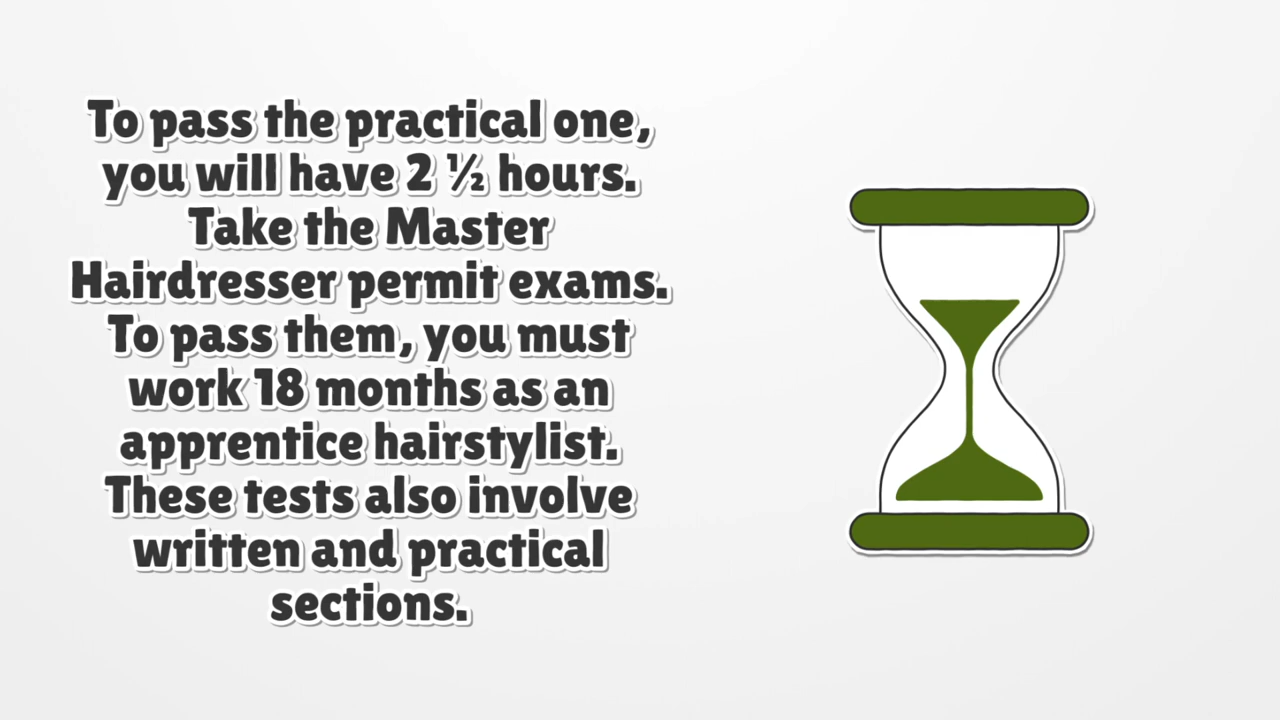 To pass the practical one,
you will have 2 ½ hours.
Take the Master
Hairdresser permit exams.
To pass them, you must
work 18 months as an
apprentice hairstylist.
These tests also involve
written and practical
sections.